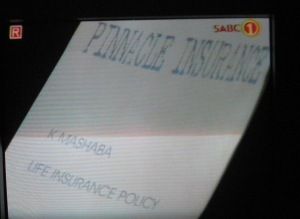 R
SABC 1
PINNACLE INSURANCE
K MASHABA
LIFE INSURANCE POLICY